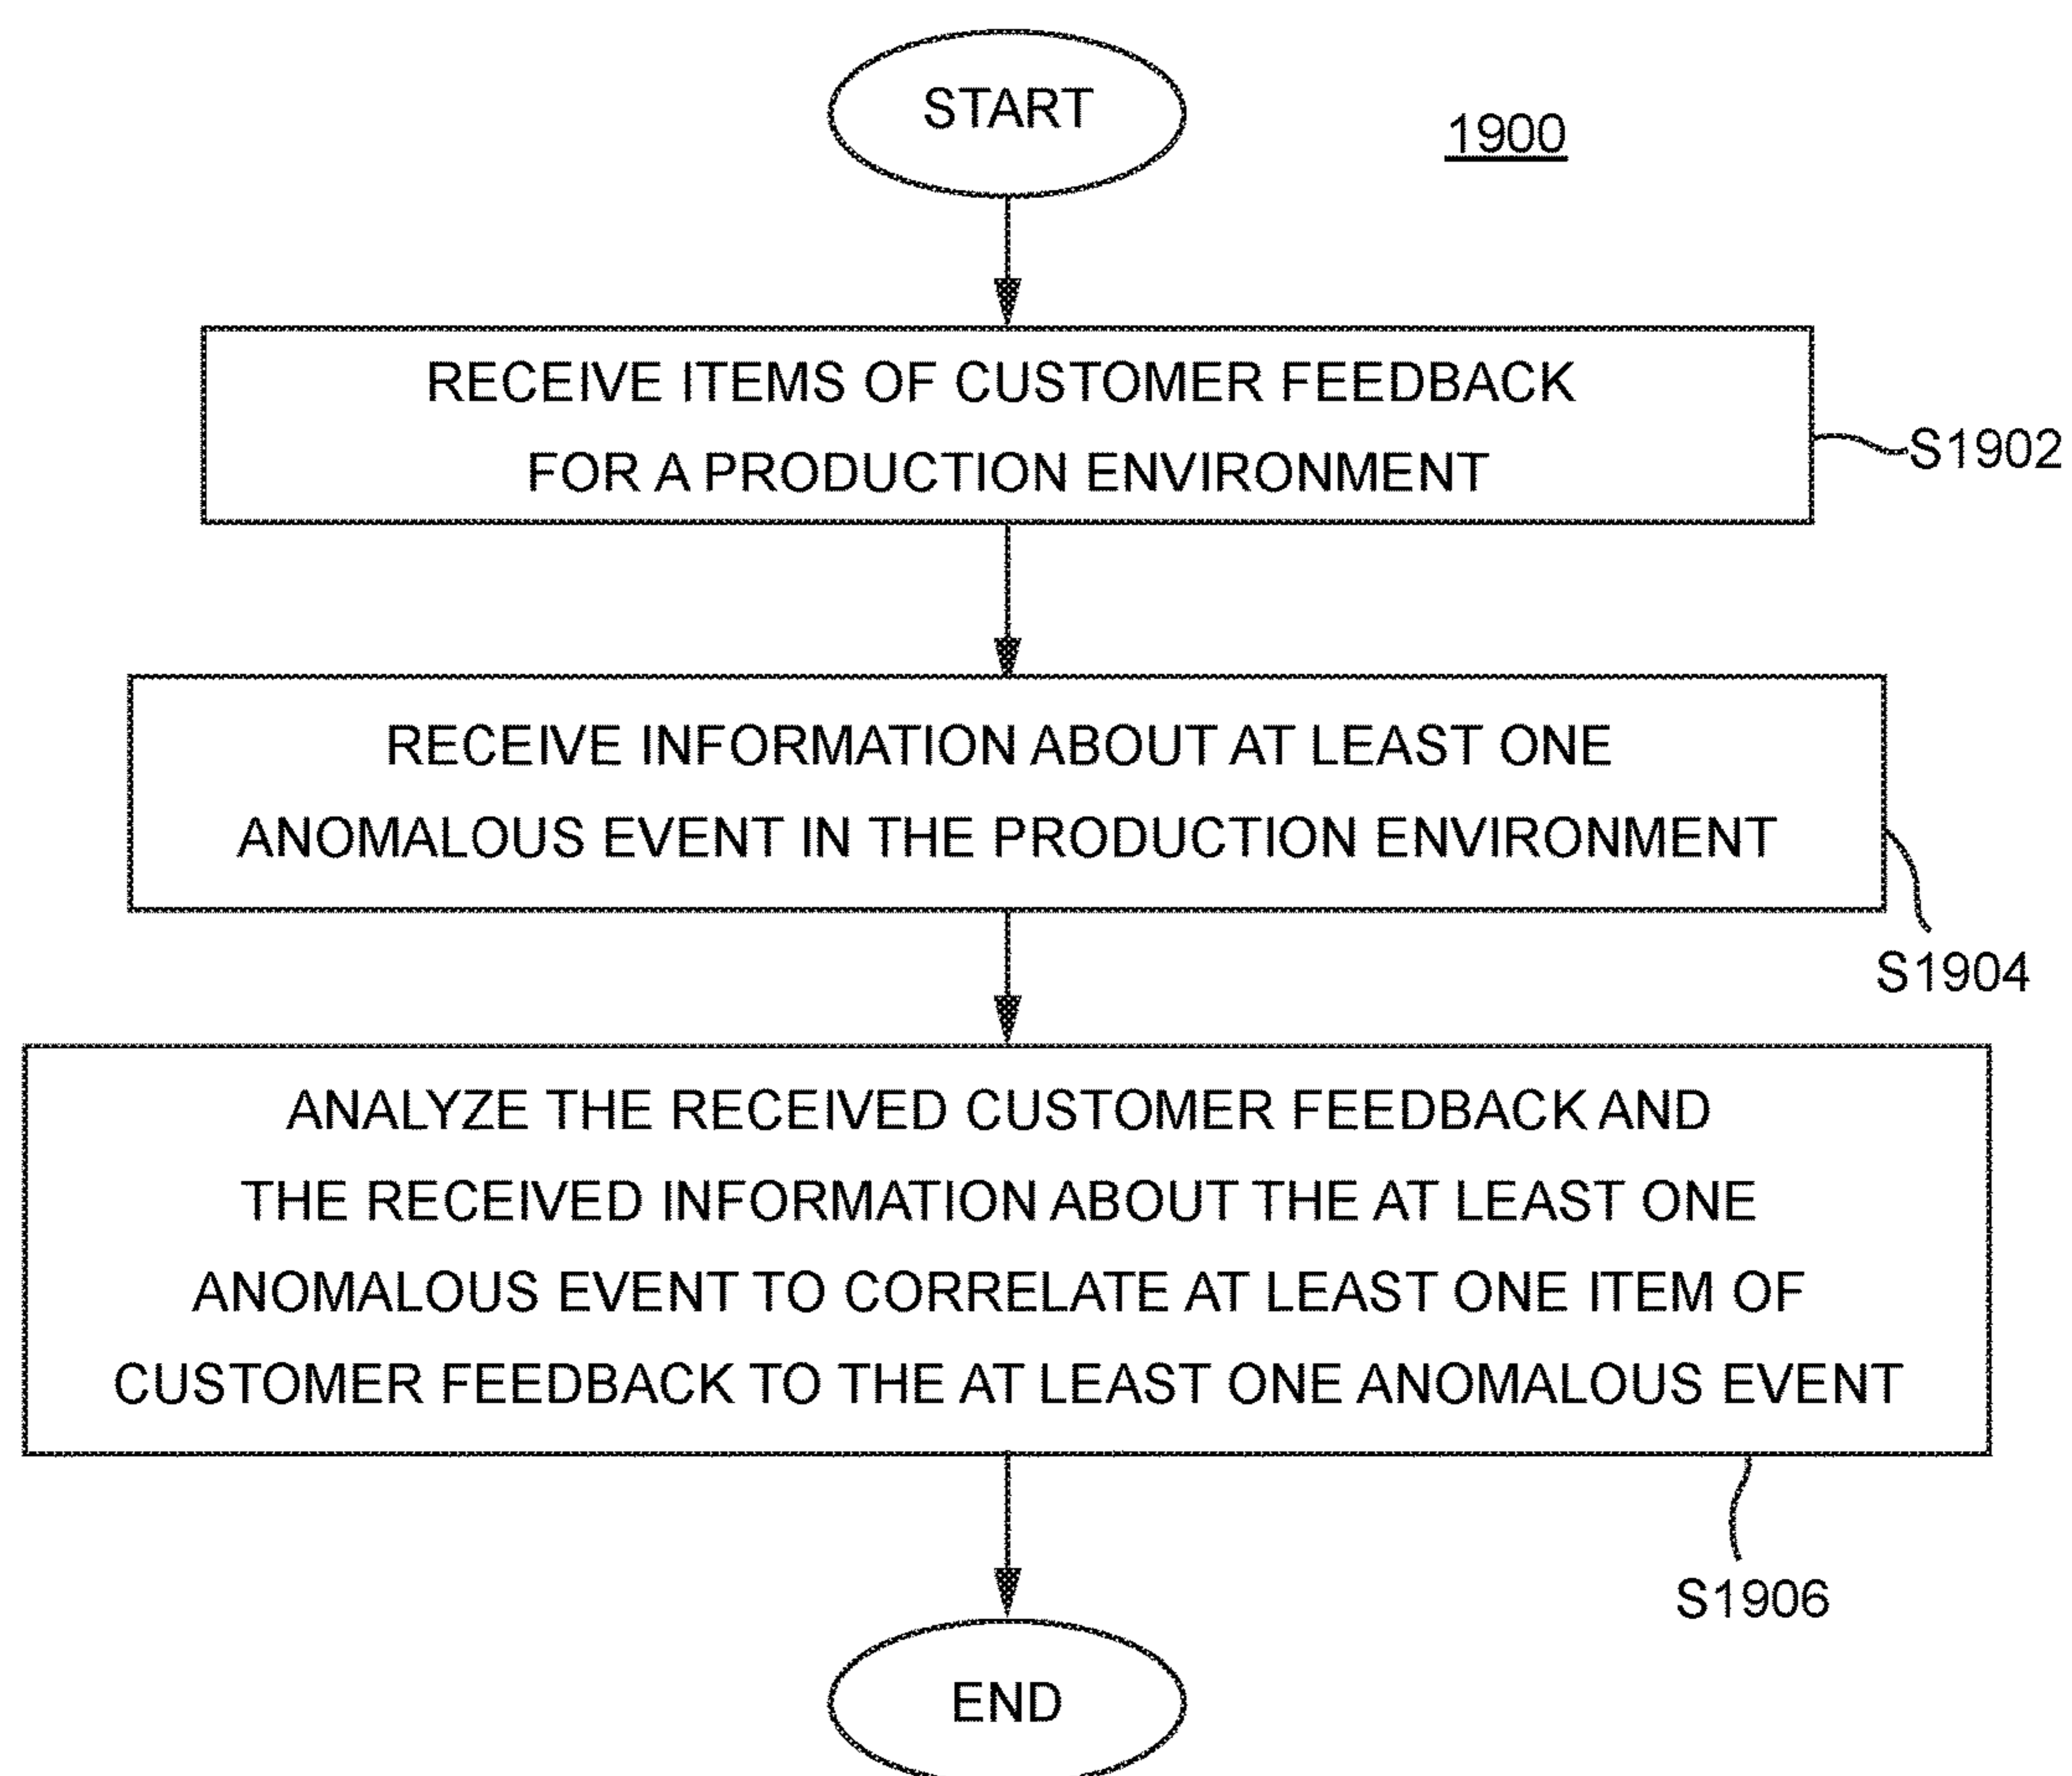 START
1900
RECEIVE ITEMS OF CUSTOMER FEEDBACK
FOR A PRODUCTION ENVIRONMENT
S1902
RECEIVE INFORMATION ABOUT AT LEAST ONE
ANOMALOUS EVENT IN THE PRODUCTION ENVIRONMENT
S1904
ANALYZE THE RECEIVED CUSTOMER FEEDBACK AND
THE RECEIVED INFORMATION ABOUT THE AT LEAST ONE
ANOMALOUS EVENT TO CORRELATE AT LEAST ONE ITEM OF
CUSTOMER FEEDBACK TO THE AT LEAST ONE ANOMALOUS EVENT
S1906
END